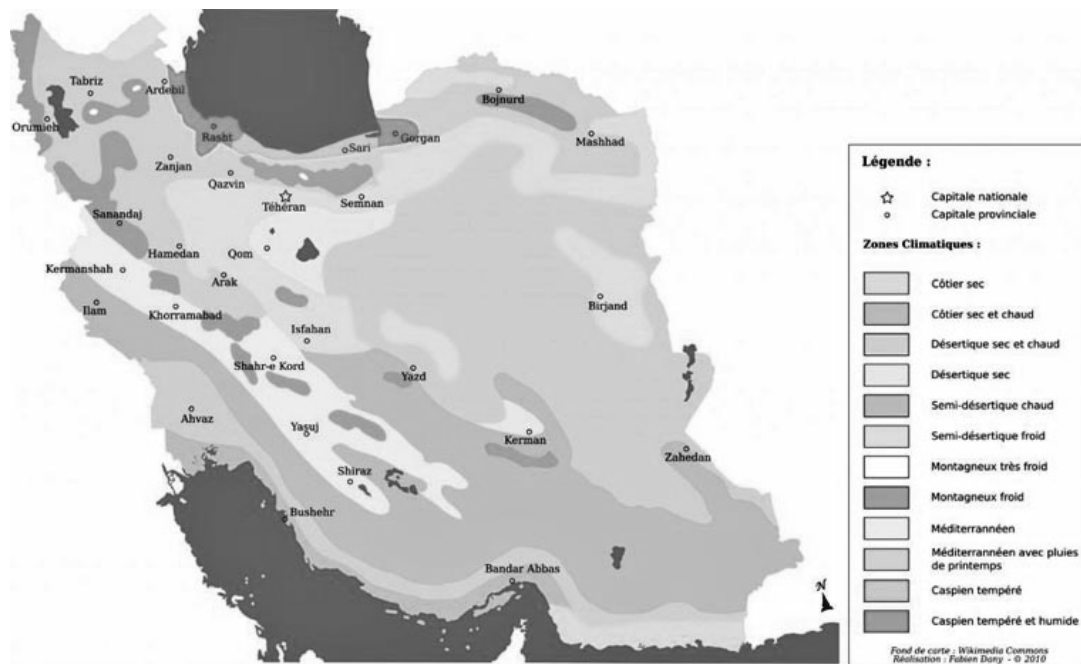 Tabriz
Ardebil
Orumieh
Rasht
Bojnurd
Gorgan
Mashhad
Sari
Zanjan
Qazvin
Téhéran
Semnan
Sanandaj
Hamedan
Qom
Kermanshah
Arak
Ilam
Khorramabad
Birjand
Isfahan
Shahr-e Kord
Yazd
Ahvaz
Yasuj
Kerman
Zahedan
Shiraz
Bushehr
Bandar Abbas
N
Légende :
Capitale nationale
Capitale provinciale
Zones Climatiques :
Côtier sec
Côtier sec et chaud
Désertique sec et chaud
Désertique sec
Semi-désertique chaud
Semi-désertique froid
Montagneux très froid
Montagneux froid
Méditerrannéen
Méditerrannéen avec pluies
de printemps
Caspien tempéré
Caspien tempéré et humide
Fond de carte : Wikimedia Commons
Réalisation : Fabien Dany - © 2010